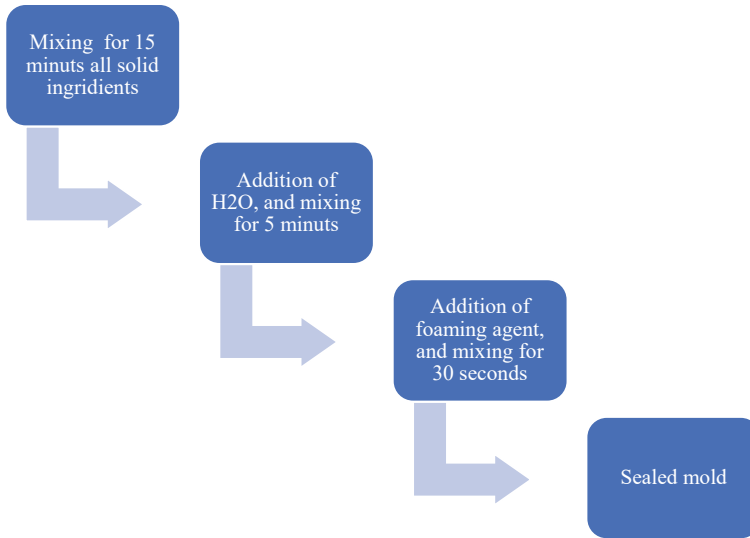 Mixing for 15
minuts all solid
ingridients
Addition of
H2O, and mixing
for 5 minuts
Addition of
foaming agent,
and mixing for
30 seconds
Sealed mold